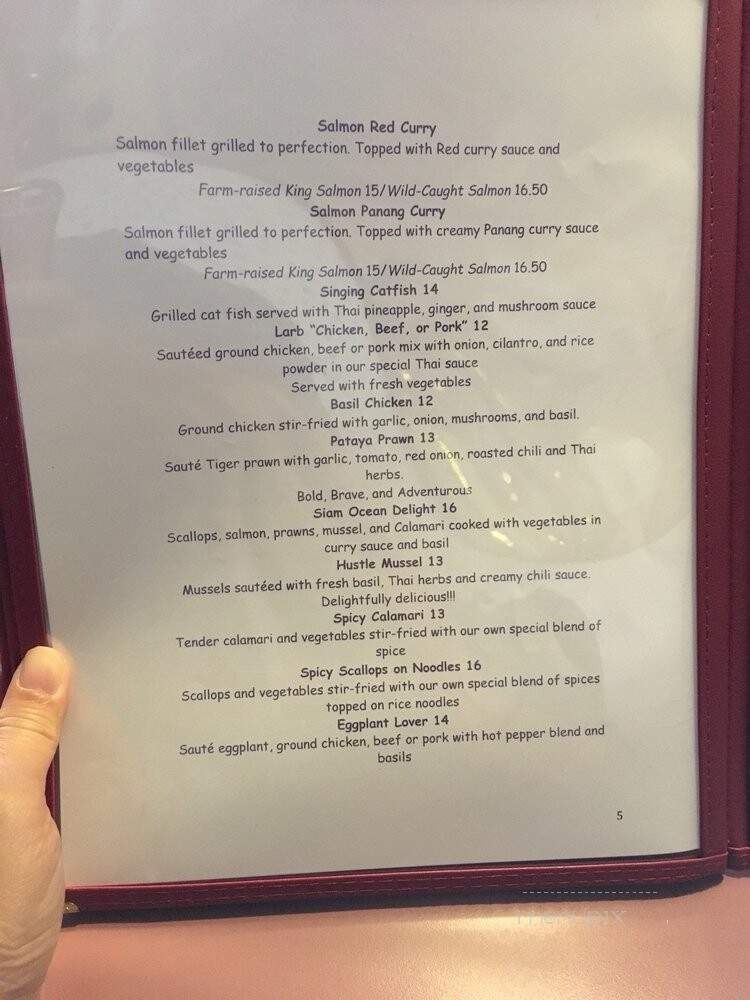 Salmon Red Curry
Salmon fillet grilled to perfection. Topped with Red curry sauce and
vegetables
Farm-raised King Salmon 15/Wild-Caught Salmon 16.50
Salmon Panang Curry
Salmon fillet grilled to perfection. Topped with creamy Panang curry sauce
and vegetables
Farm-raised King Salmon 15/Wild-Caught Salmon 16.50
Singing Catfish 14
Grilled cat fish served with Thai pineapple, ginger, and mushroom sauce
Larb "Chicken, Beef, or Pork" 12
Sautéed ground chicken, beef or pork mix with onion, cilantro, and rice
powder in our special Thai sauce
Served with fresh vegetables
Basil Chicken 12
Ground chicken stir-fried with garlic, onion, mushrooms, and basil.
Pataya Prawn 13
Sauté Tiger prawn with garlic, tomato, red onion, roasted chili and Thai
herbs.
Bold, Brave, and Adventurous
Siam Ocean Delight 16
Scallops, salmon, prawns, mussel, and Calamari cooked with vegetables in
curry sauce and basil
Hustle Mussel 13
Mussels sautéed with fresh basil, Thai herbs and creamy chili sauce.
Delightfully delicious!!!
Spicy Calamari 13
Tender calamari and vegetables stir-fried with our own special blend of
spice
Spicy Scallops on Noodles 16
Scallops and vegetables stir-fried with our own special blend of spices
topped on rice noodles
Eggplant Lover 14
Sauté eggplant, ground chicken, beef or pork with hot pepper blend and
basils
5